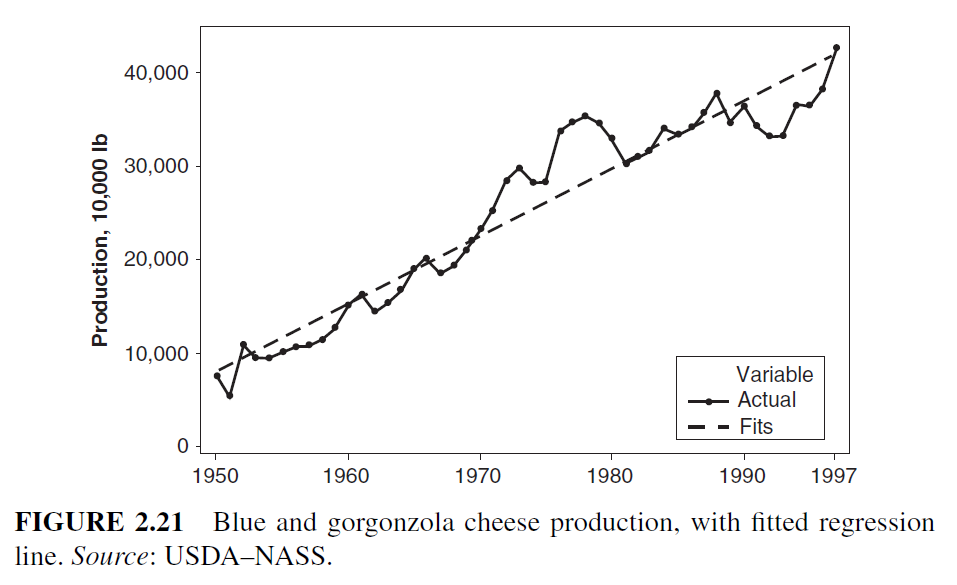 Production, 10,000 lb
40,000
30,000
20,000
10,000
0
1950 1960 1970 1980 1990 1997
Variable
Actual
Fits
FIGURE 2.21 Blue and gorgonzola cheese production, with fitted regression
line. Source: USDA–NASS.